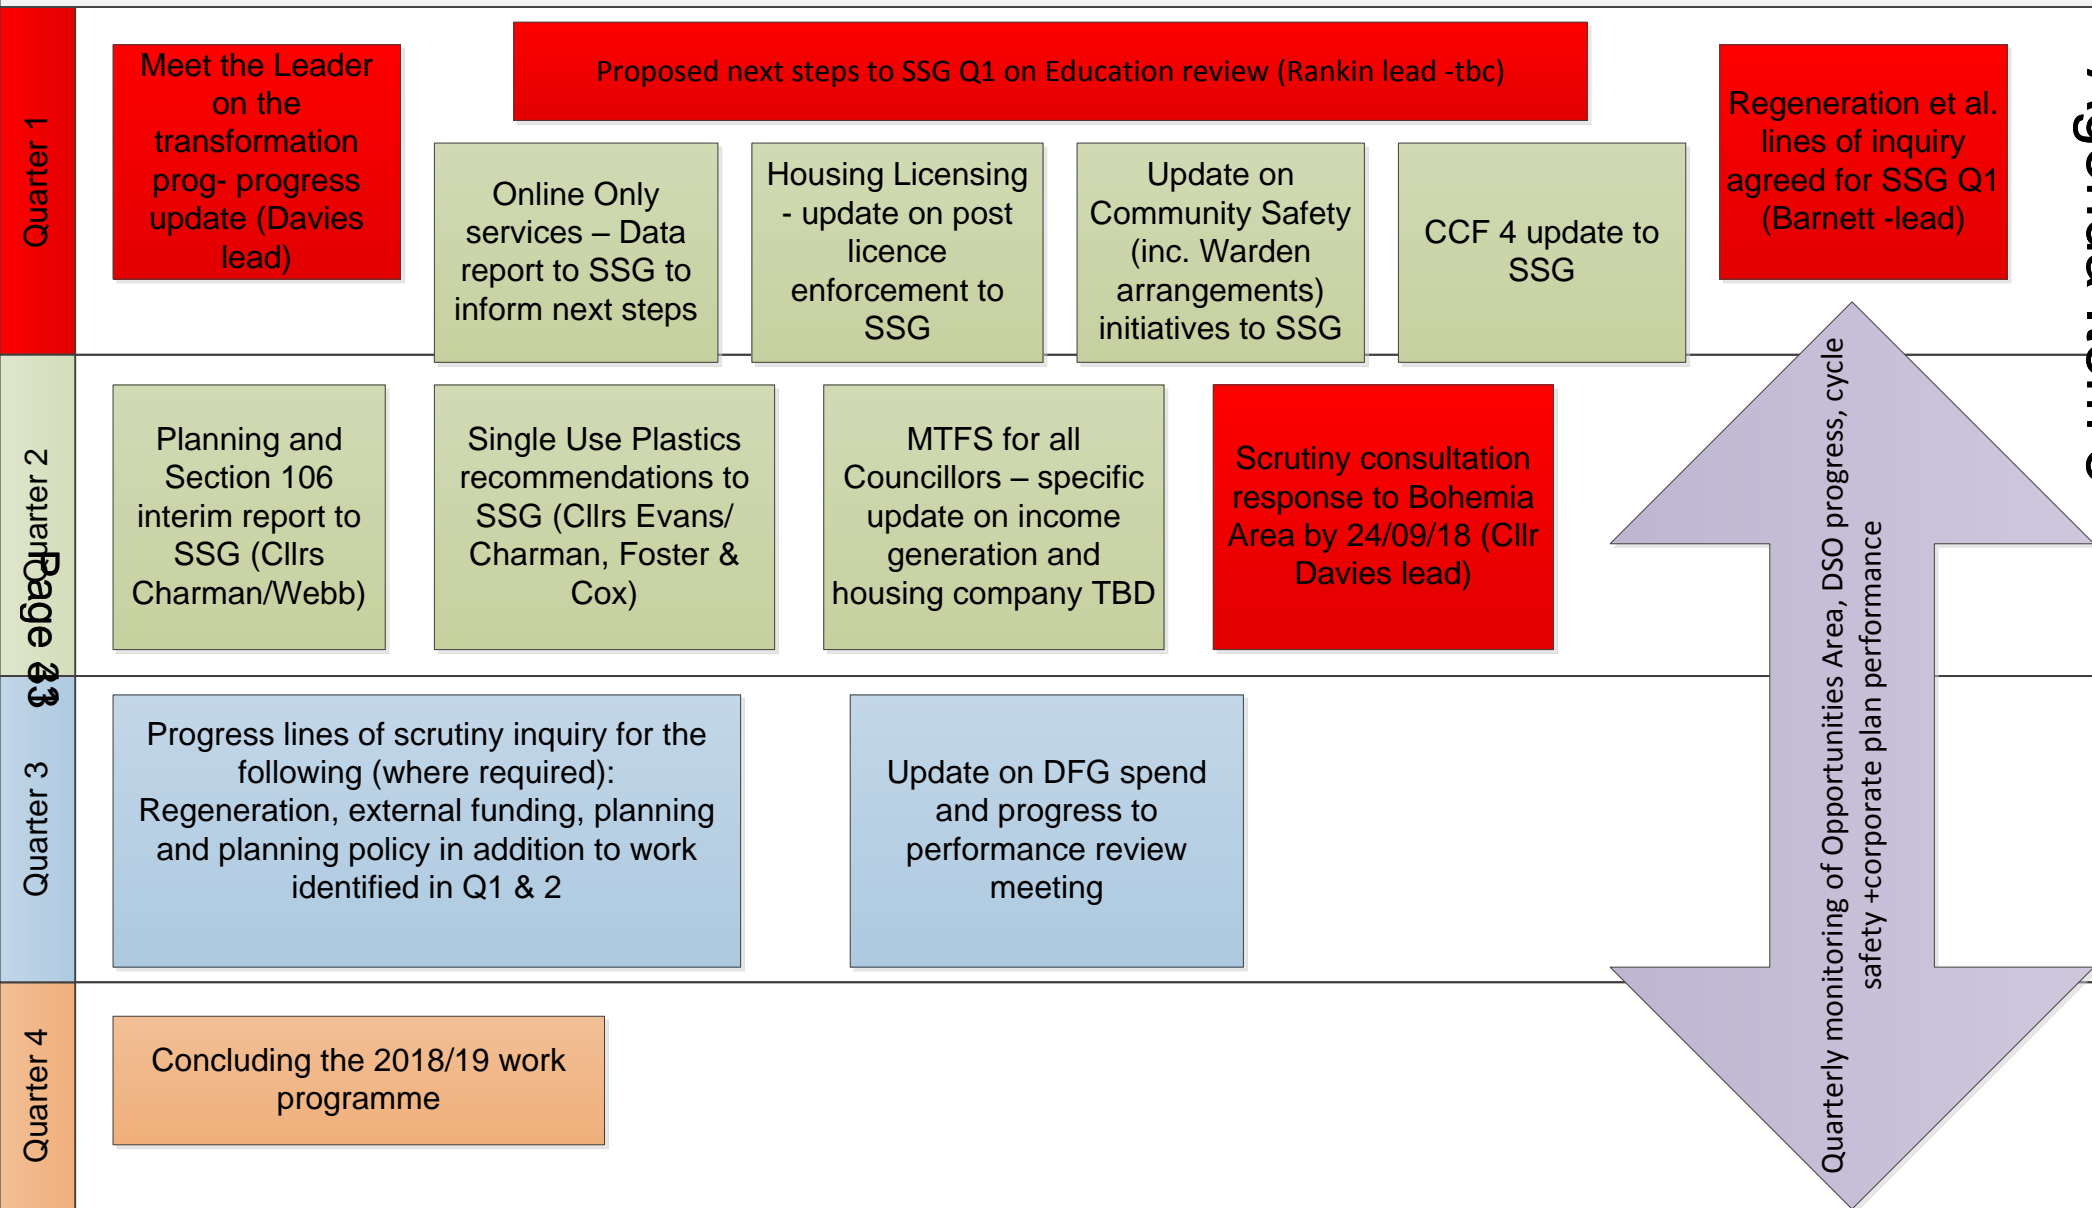 Quarter 1
Meet the Leader
on the
transformation
prog- progress
update (Davies
lead)
Proposed next steps to SSG Q1 on Education review (Rankin lead -tbc)
Online Only
services – Data
report to SSG to
inform next steps
Housing Licensing
- update on post
licence
enforcement to
SSG
Update on
Community Safety
(inc. Warden
arrangements)
initiatives to SSG
CCF 4 update to
SSG
Regeneration et al.
lines of inquiry
agreed for SSG Q1
(Barnett -lead)
Quarter 2
Planning and
Section 106
interim report to
SSG (Cllrs
Charman/Webb)
Single Use Plastics
recommendations to
SSG (Cllrs Evans/
Charman, Foster &
Cox)
MTFS for all
Councillors – specific
update on income
generation and
housing company TBD
Scrutiny consultation
response to Bohemia
Area by 24/09/18 (Cllr
Davies lead)
Page
Quarter 3
Progress lines of scrutiny inquiry for the
following (where required):
Regeneration, external funding, planning
and planning policy in addition to work
identified in Q1 & 2
Update on DFG spend
and progress to
performance review
meeting
Quarter 4
Concluding the 2018/19 work
programme
Quarterly monitoring of Opportunities Area, DSO progress, cycle
safety +corporate plan performance